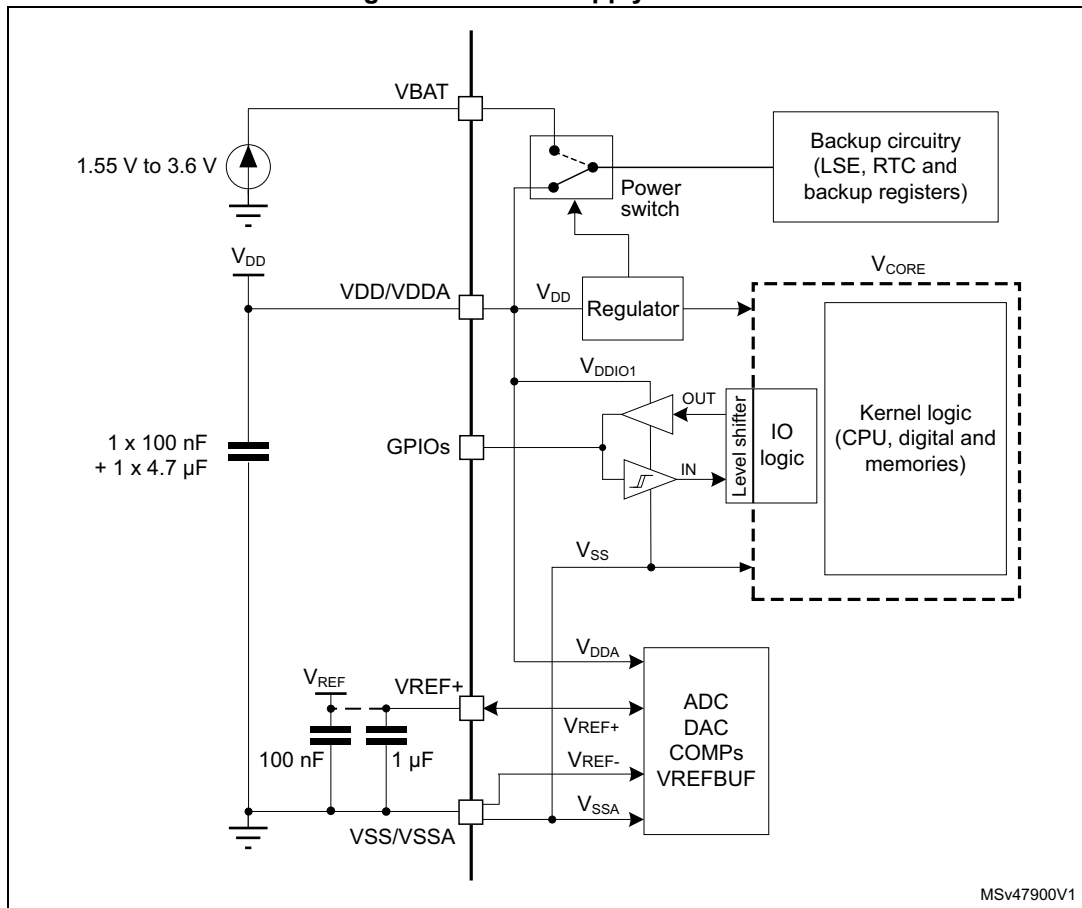 VBAT
1.55 V to 3.6 V
Power
switch
Backup circuitry
(LSE, RTC and
backup registers)
VDD
VDD/VDDA
VDD
Regulator
VCORE
VDDIO1
OUT
1 x 100 nF
+ 1 x 4.7 µF
GPIOs
IN
Level shifter
IO
logic
Kernel logic
(CPU, digital and
memories)
VSS
VDDA
VREF
VREF+
VREF+
100 nF
1 µF
VREF-
ADC
DAC
COMPs
VREFBUF
VSSA
VSS/VSSA
MSv47900V1